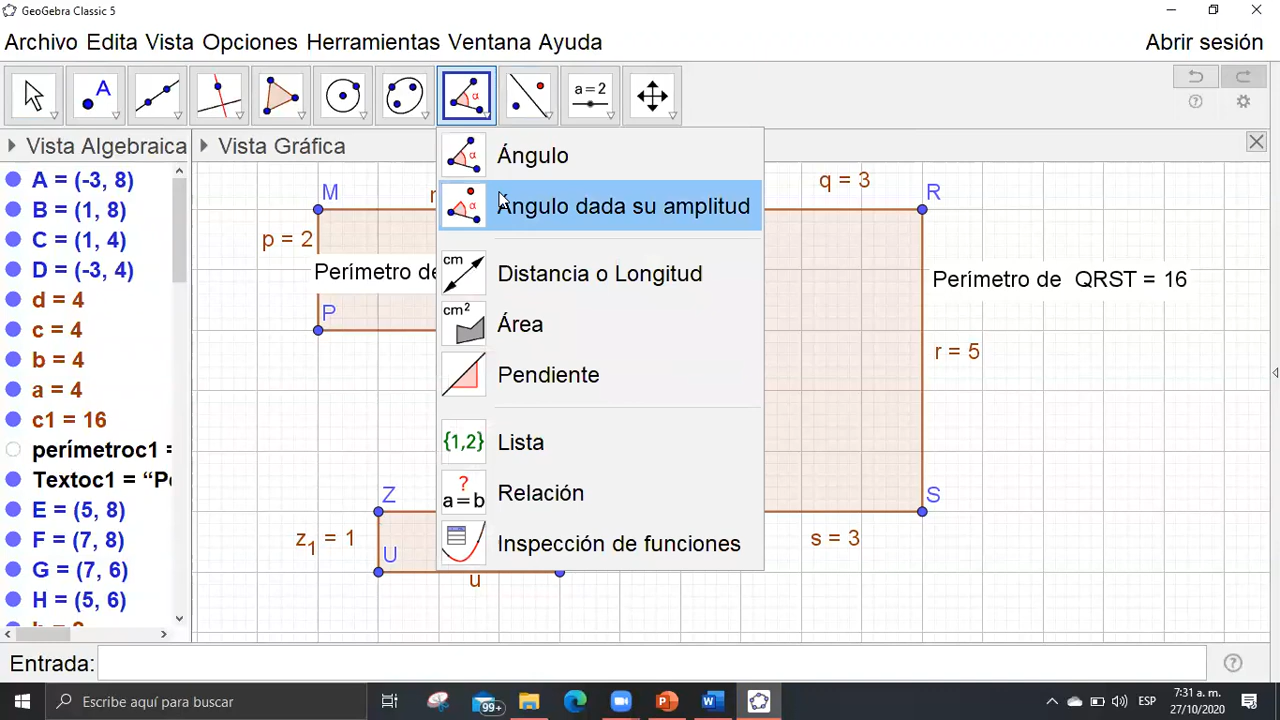 GeoGebra Classic 5
Archivo Edita Vista Opciones Herramientas Ventana Ayuda
Abrir sesión
A
α
a = 2
Vista Algebraica
Vista Gráfica
A = (-3, 8)
B = (1, 8)
C = (1, 4)
D = (-3, 4)
d = 4
c = 4
b = 4
a = 4
c1 = 16
perímetroc1 =
Textoc1 = “Pe
E = (5, 8)
F = (7, 8)
G = (7, 6)
H = (5, 6)
α Ángulo
α Ángulo dada su amplitud
cm Distancia o Longitud
cm² Área
Pendiente
{1,2} Lista
? a=b Relación
Inspección de funciones
M
p = 2
Perímetro de
P
Z
z₁ = 1
U
u
q = 3
R
Perímetro de QRST = 16
r = 5
S
s = 3
Entrada:
Escribe aquí para buscar
99+
ESP
7:31 a. m.
27/10/2020